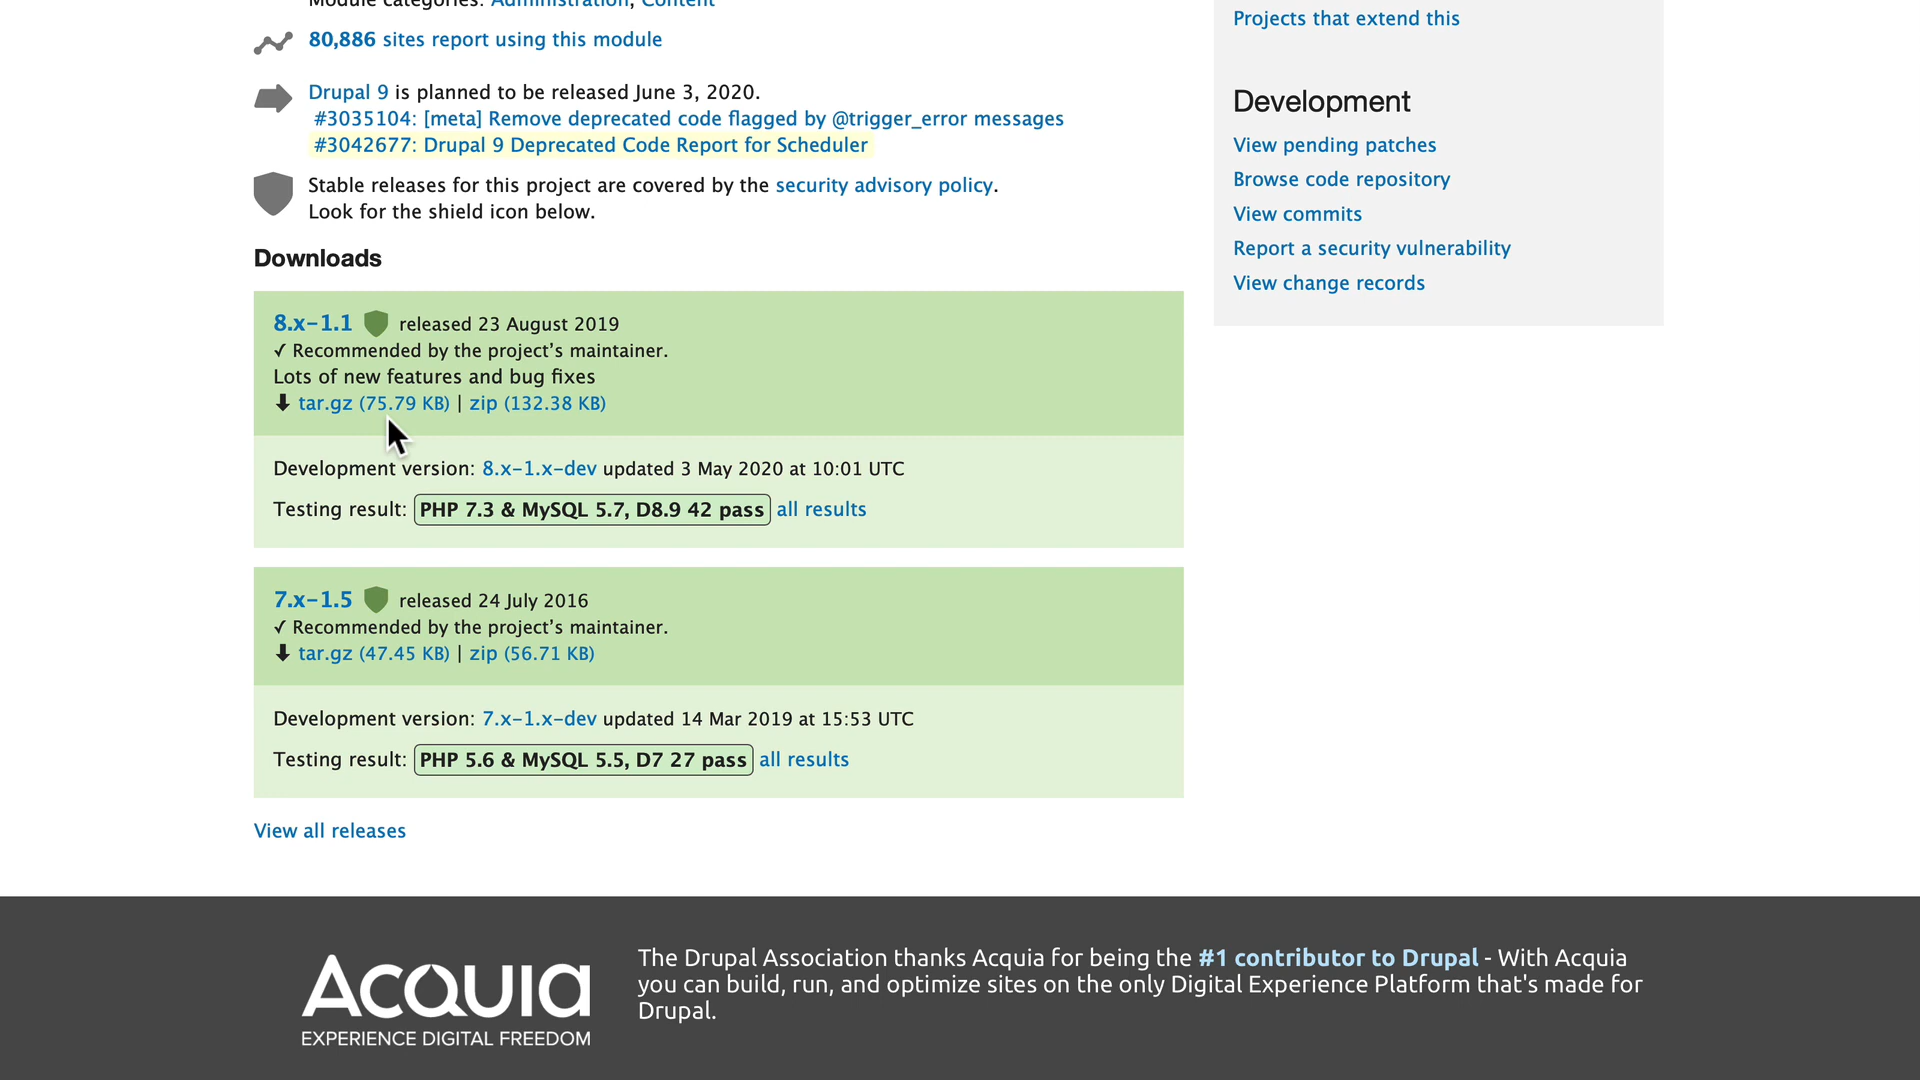 Module categories: Administration, Content
80,886 sites report using this module
Drupal 9 is planned to be released June 3, 2020.
#3035104: [meta] Remove deprecated code flagged by @trigger_error messages
#3042677: Drupal 9 Deprecated Code Report for Scheduler
Stable releases for this project are covered by the security advisory policy.
Look for the shield icon below.
Downloads
8.x-1.1 released 23 August 2019
✓ Recommended by the project’s maintainer.
Lots of new features and bug fixes
tar.gz (75.79 KB) | zip (132.38 KB)
Development version: 8.x-1.x-dev updated 3 May 2020 at 10:01 UTC
Testing result: PHP 7.3 & MySQL 5.7, D8.9 42 pass all results
7.x-1.5 released 24 July 2016
✓ Recommended by the project’s maintainer.
tar.gz (47.45 KB) | zip (56.71 KB)
Development version: 7.x-1.x-dev updated 14 Mar 2019 at 15:53 UTC
Testing result: PHP 5.6 & MySQL 5.5, D7 27 pass all results
View all releases
Projects that extend this
Development
View pending patches
Browse code repository
View commits
Report a security vulnerability
View change records
ACQUIA
EXPERIENCE DIGITAL FREEDOM
The Drupal Association thanks Acquia for being the #1 contributor to Drupal - With Acquia
you can build, run, and optimize sites on the only Digital Experience Platform that's made for
Drupal.